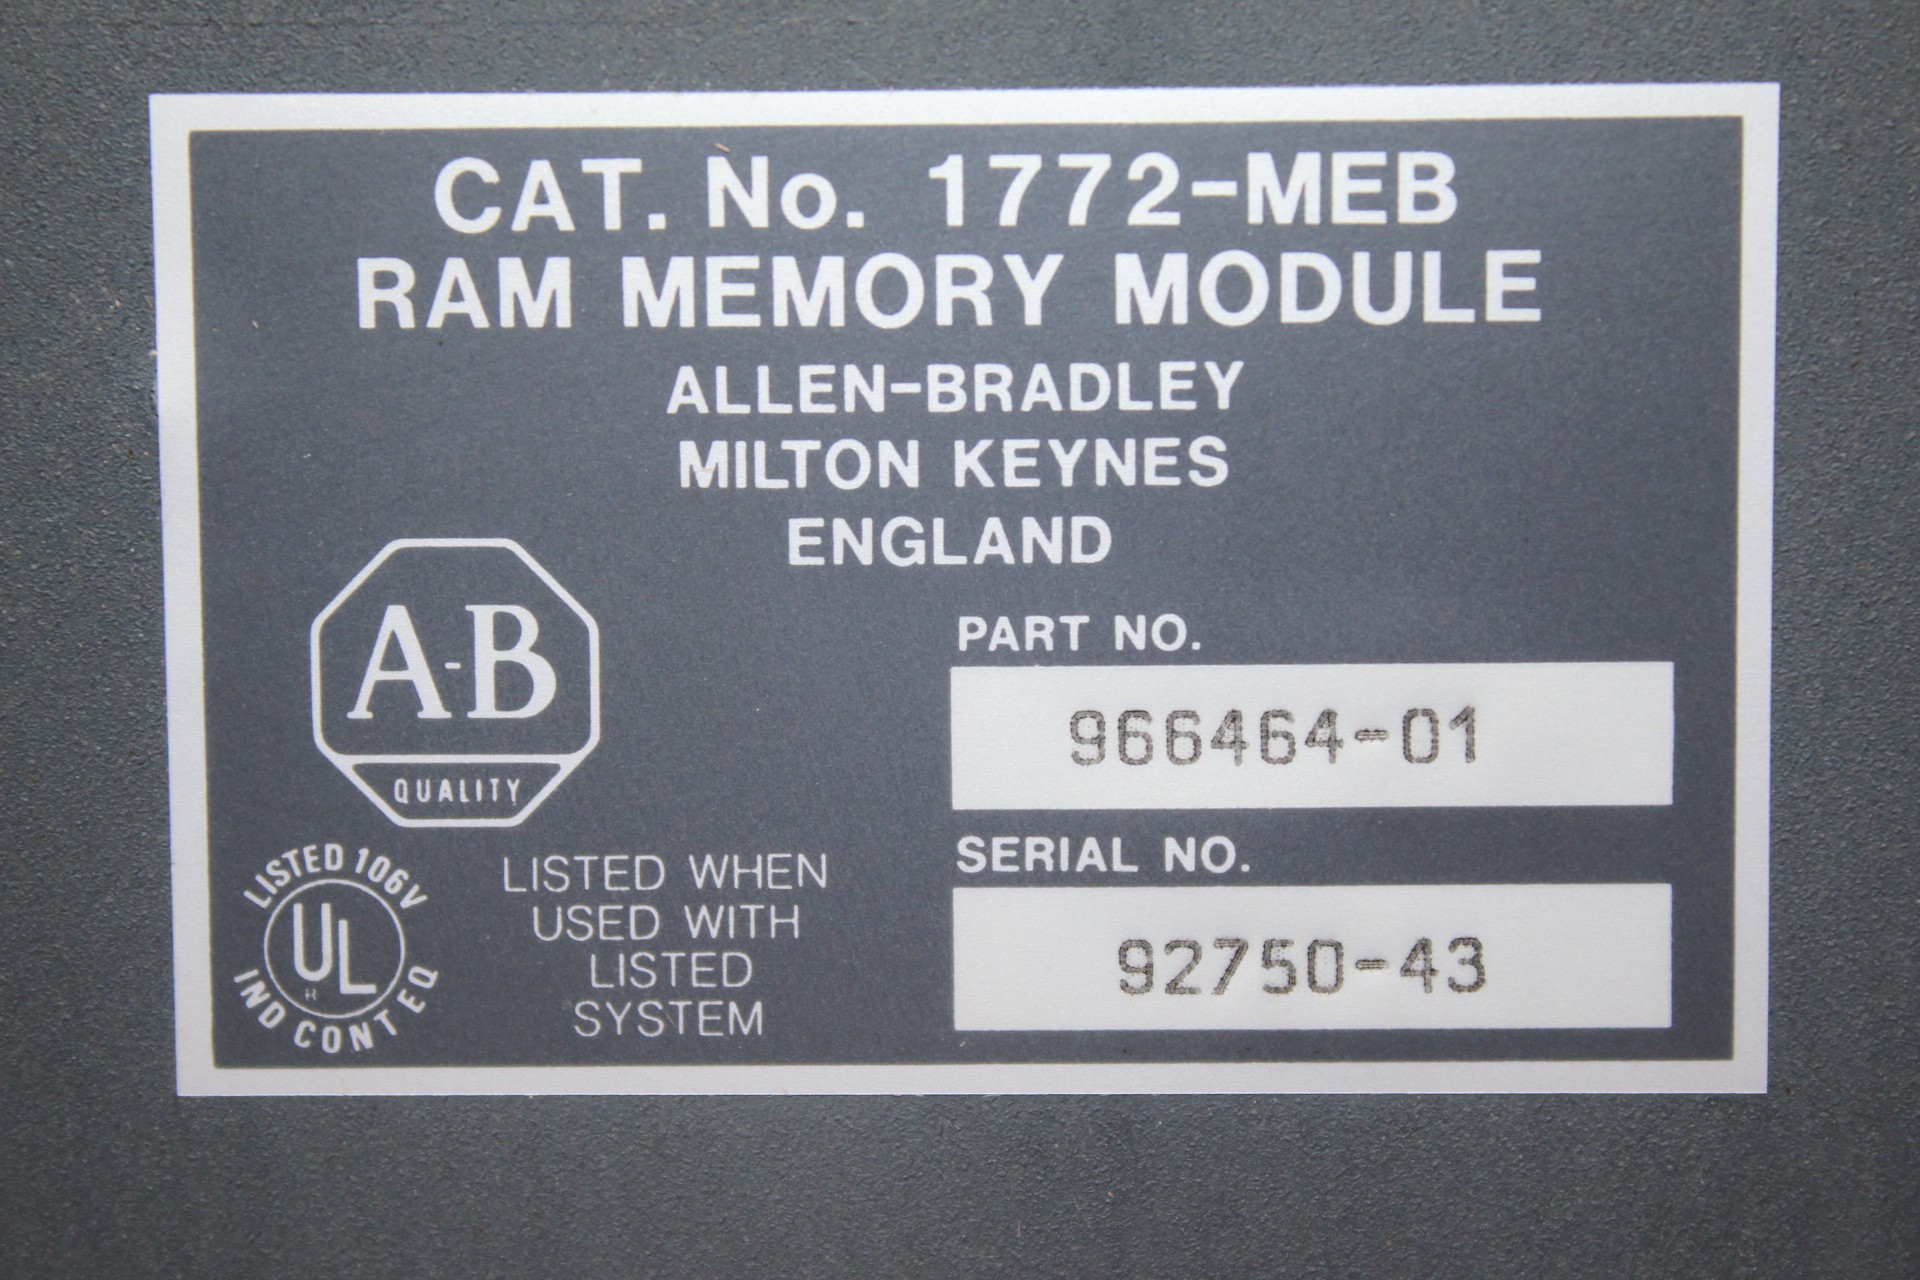 CAT. No. 1772-MEB
RAM MEMORY MODULE
ALLEN-BRADLEY
MILTON KEYNES
ENGLAND
A-B
QUALITY
PART NO.
966464-01
SERIAL NO.
92750-43
LISTED 106V
UL
R
IND CONT EQ
LISTED WHEN
USED WITH
LISTED
SYSTEM